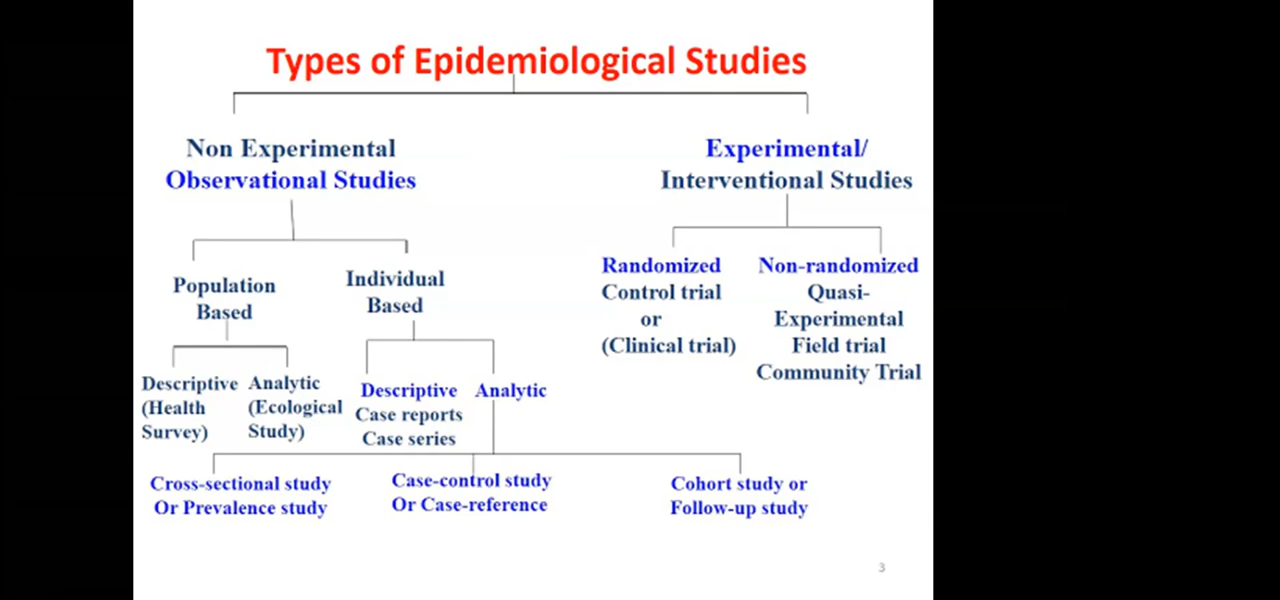 Types of Epidemiological Studies
Non Experimental
Observational Studies
Experimental/
Interventional Studies
Population
Based
Individual
Based
Randomized
Control trial
or
(Clinical trial)
Non-randomized
Quasi-
Experimental
Field trial
Community Trial
Descriptive
(Health
Survey)
Analytic
(Ecological
Study)
Descriptive
Case reports
Case series
Analytic
Cross-sectional study
Or Prevalence study
Case-control study
Or Case-reference
Cohort study or
Follow-up study
3